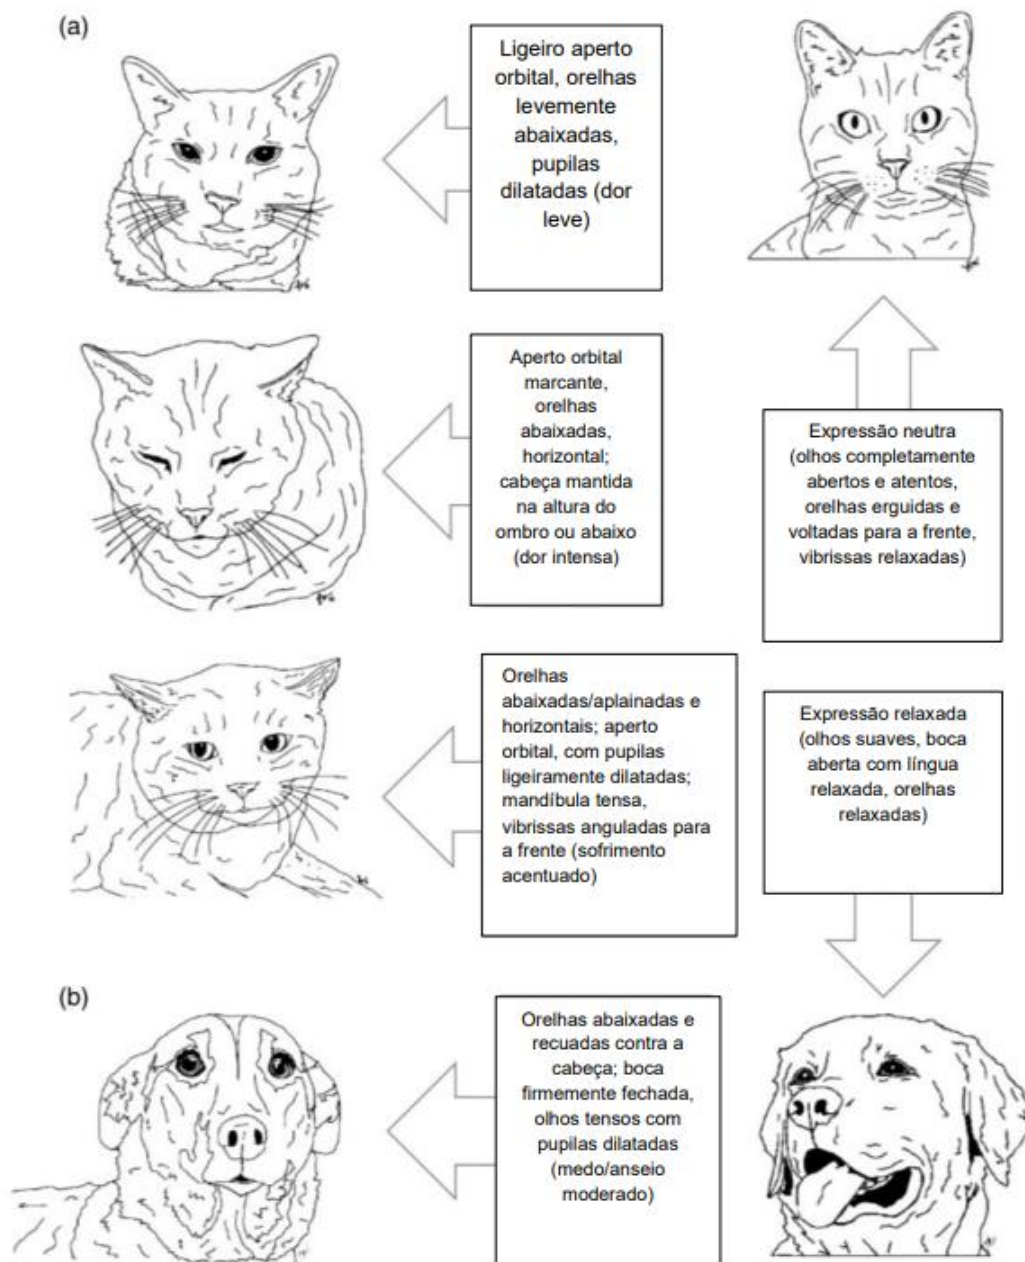 (a)
Ligeiro aperto
orbital, orelhas
levemente
abaixadas,
pupilas
dilatadas (dor
leve)
Aperto orbital
marcante,
orelhas
abaixadas,
horizontal;
cabeça mantida
na altura do
ombro ou abaixo
(dor intensa)
Expressão neutra
(olhos completamente
abertos e atentos,
orelhas erguidas e
voltadas para a frente,
vibrissas relaxadas)
Orelhas
abaixadas/aplainadas e
horizontais; aperto
orbital, com pupilas
ligeiramente dilatadas;
mandíbula tensa,
vibrissas anguladas para
a frente (sofrimento
acentuado)
Expressão relaxada
(olhos suaves, boca
aberta com língua
relaxada, orelhas
relaxadas)
(b)
Orelhas abaixadas e
recuadas contra a
cabeça; boca
firmemente fechada,
olhos tensos com
pupilas dilatadas
(medo/anseio
moderado)